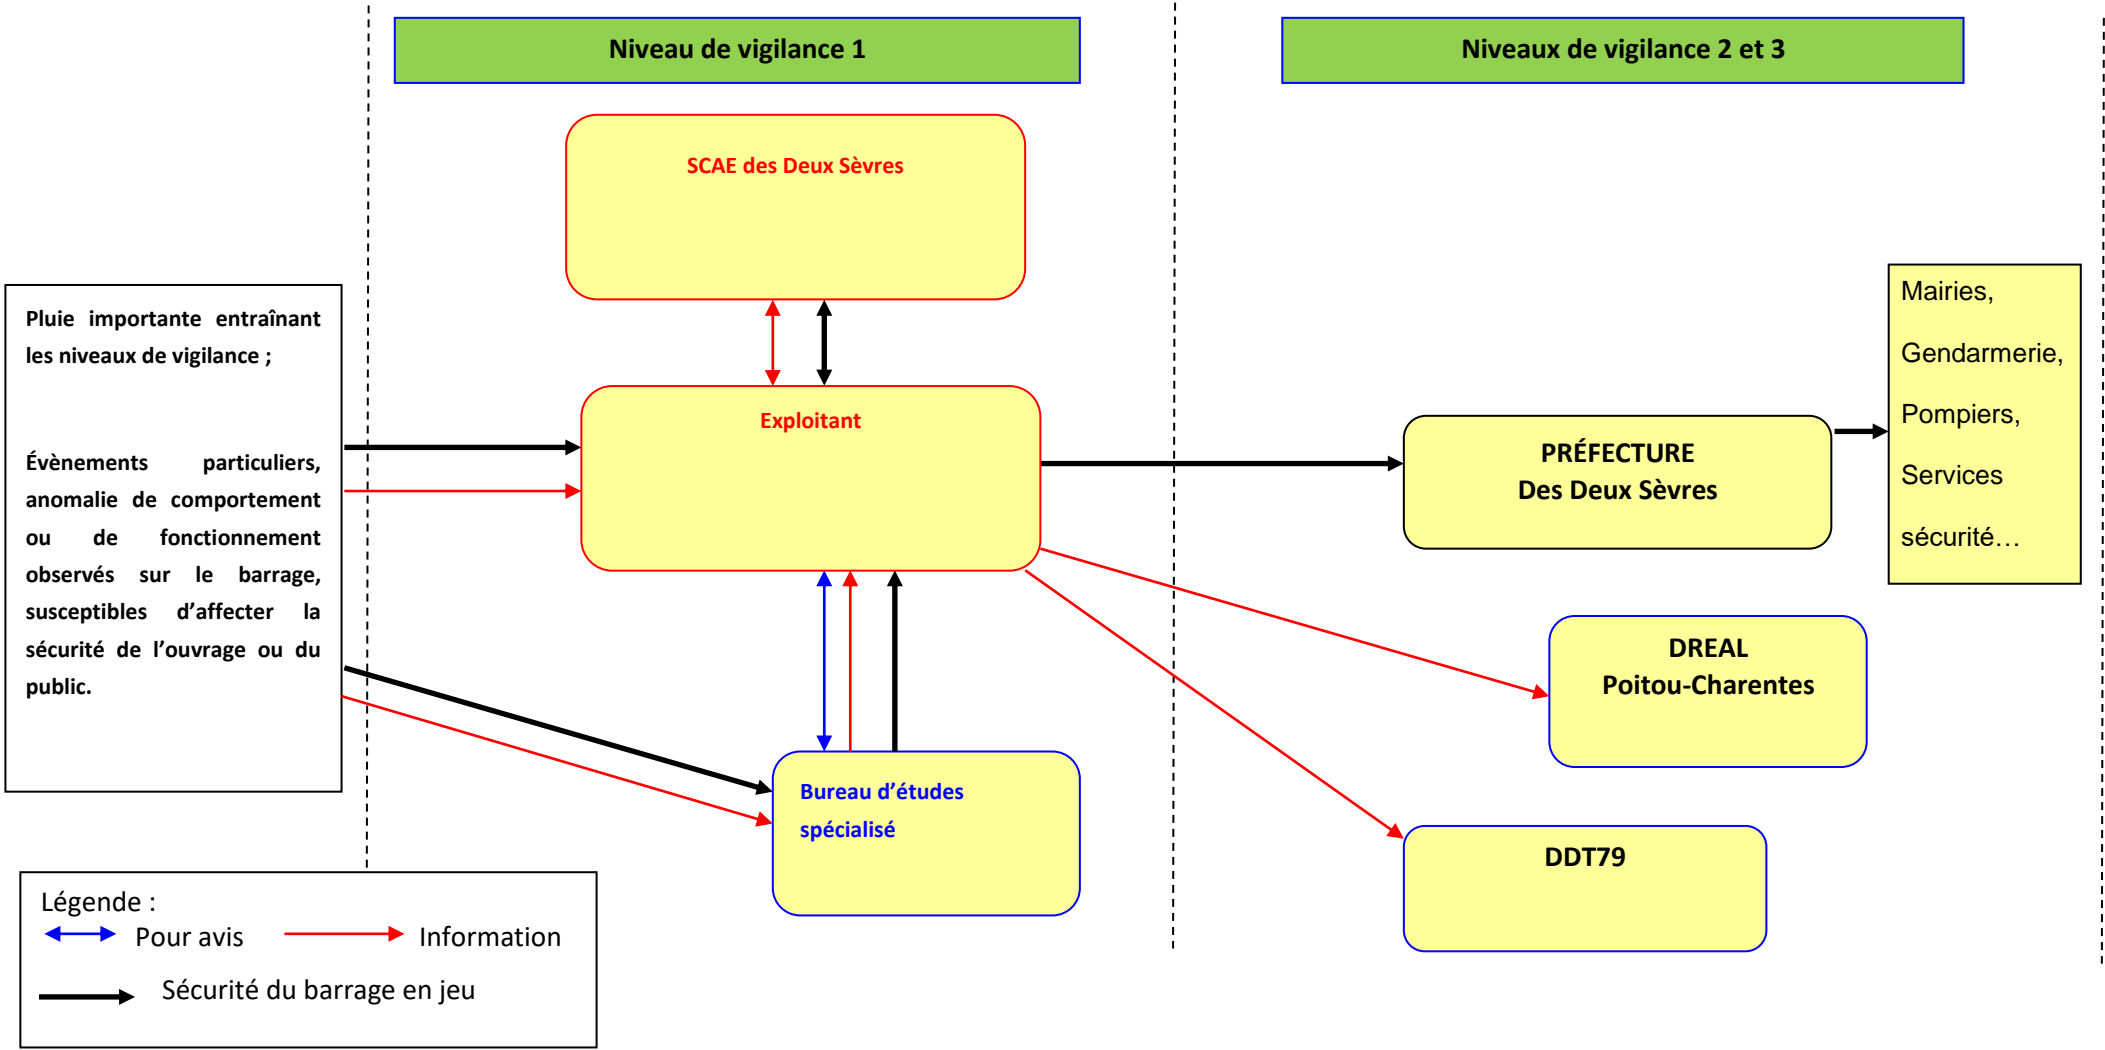 Niveau de vigilance 1
Niveaux de vigilance 2 et 3
SCAE des Deux Sèvres
Pluie importante entraînant
les niveaux de vigilance ;
Évènements particuliers,
anomalie de comportement
ou de fonctionnement
observés sur le barrage,
susceptibles d’affecter la
sécurité de l’ouvrage ou du
public.
Exploitant
Bureau d’études
spécialisé
PRÉFECTURE
Des Deux Sèvres
Mairies,
Gendarmerie,
Pompiers,
Services
sécurité…
DREAL
Poitou-Charentes
DDT79
Légende :
Pour avis
Information
Sécurité du barrage en jeu